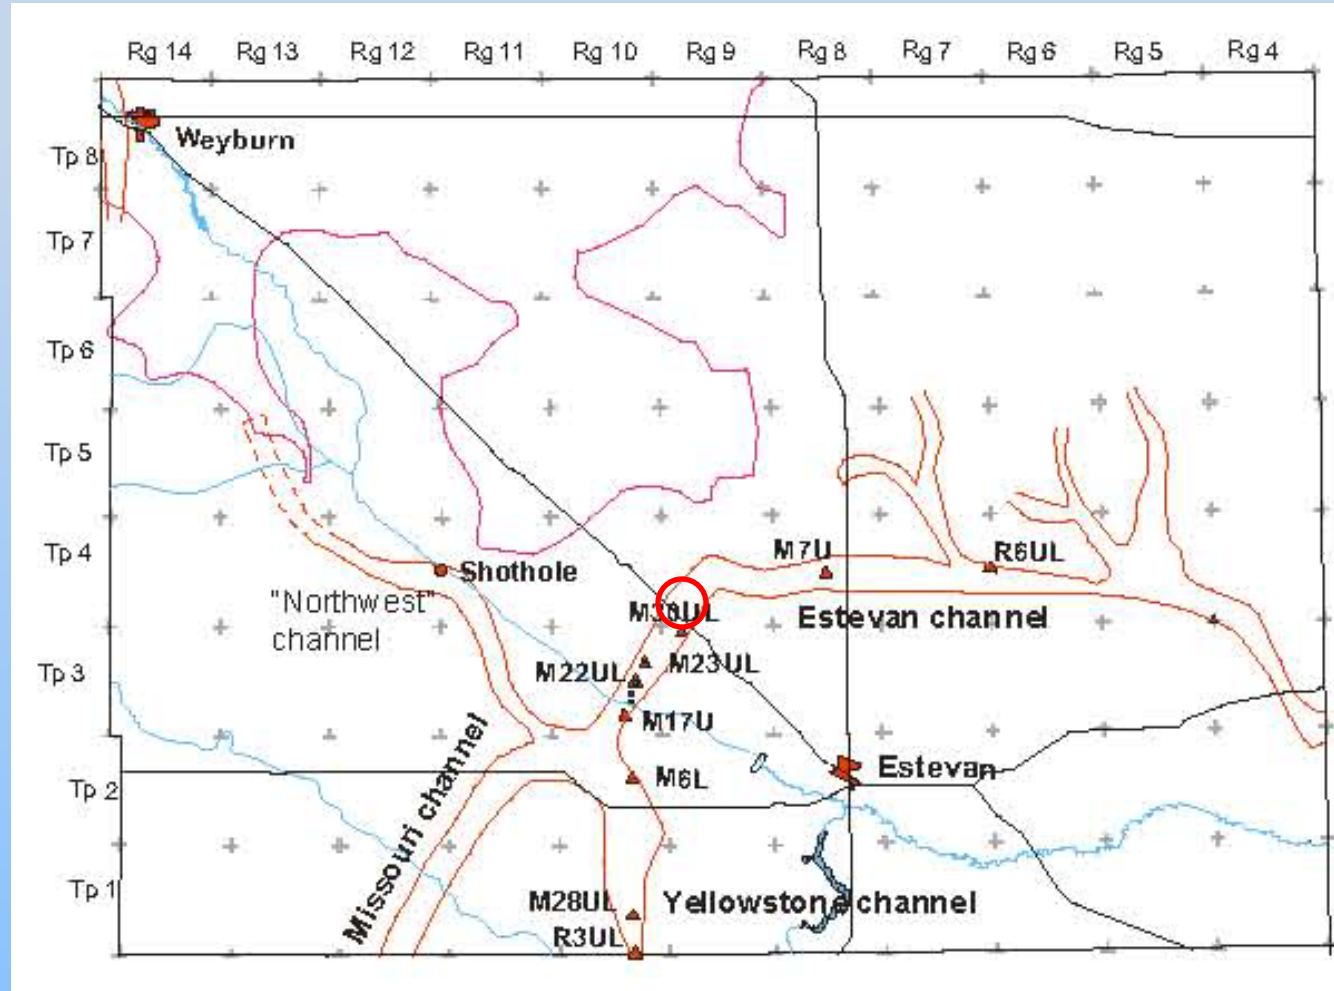 Rg 14 Rg 13 Rg 12 Rg 11 Rg 10 Rg 9 Rg 8 Rg 7 Rg 6 Rg 5 Rg 4
Weyburn
Tp 8
Tp 7
Tp 6
Tp 5
Tp 4
M7U
R6UL
Shothole
"Northwest"
channel
M30UL
Estevan channel
Tp 3
M22UL
M23UL
M17U
Estevan
M6L
Tp 2
Missouri channel
Tp 1
M28UL
Yellowstone channel
R3UL